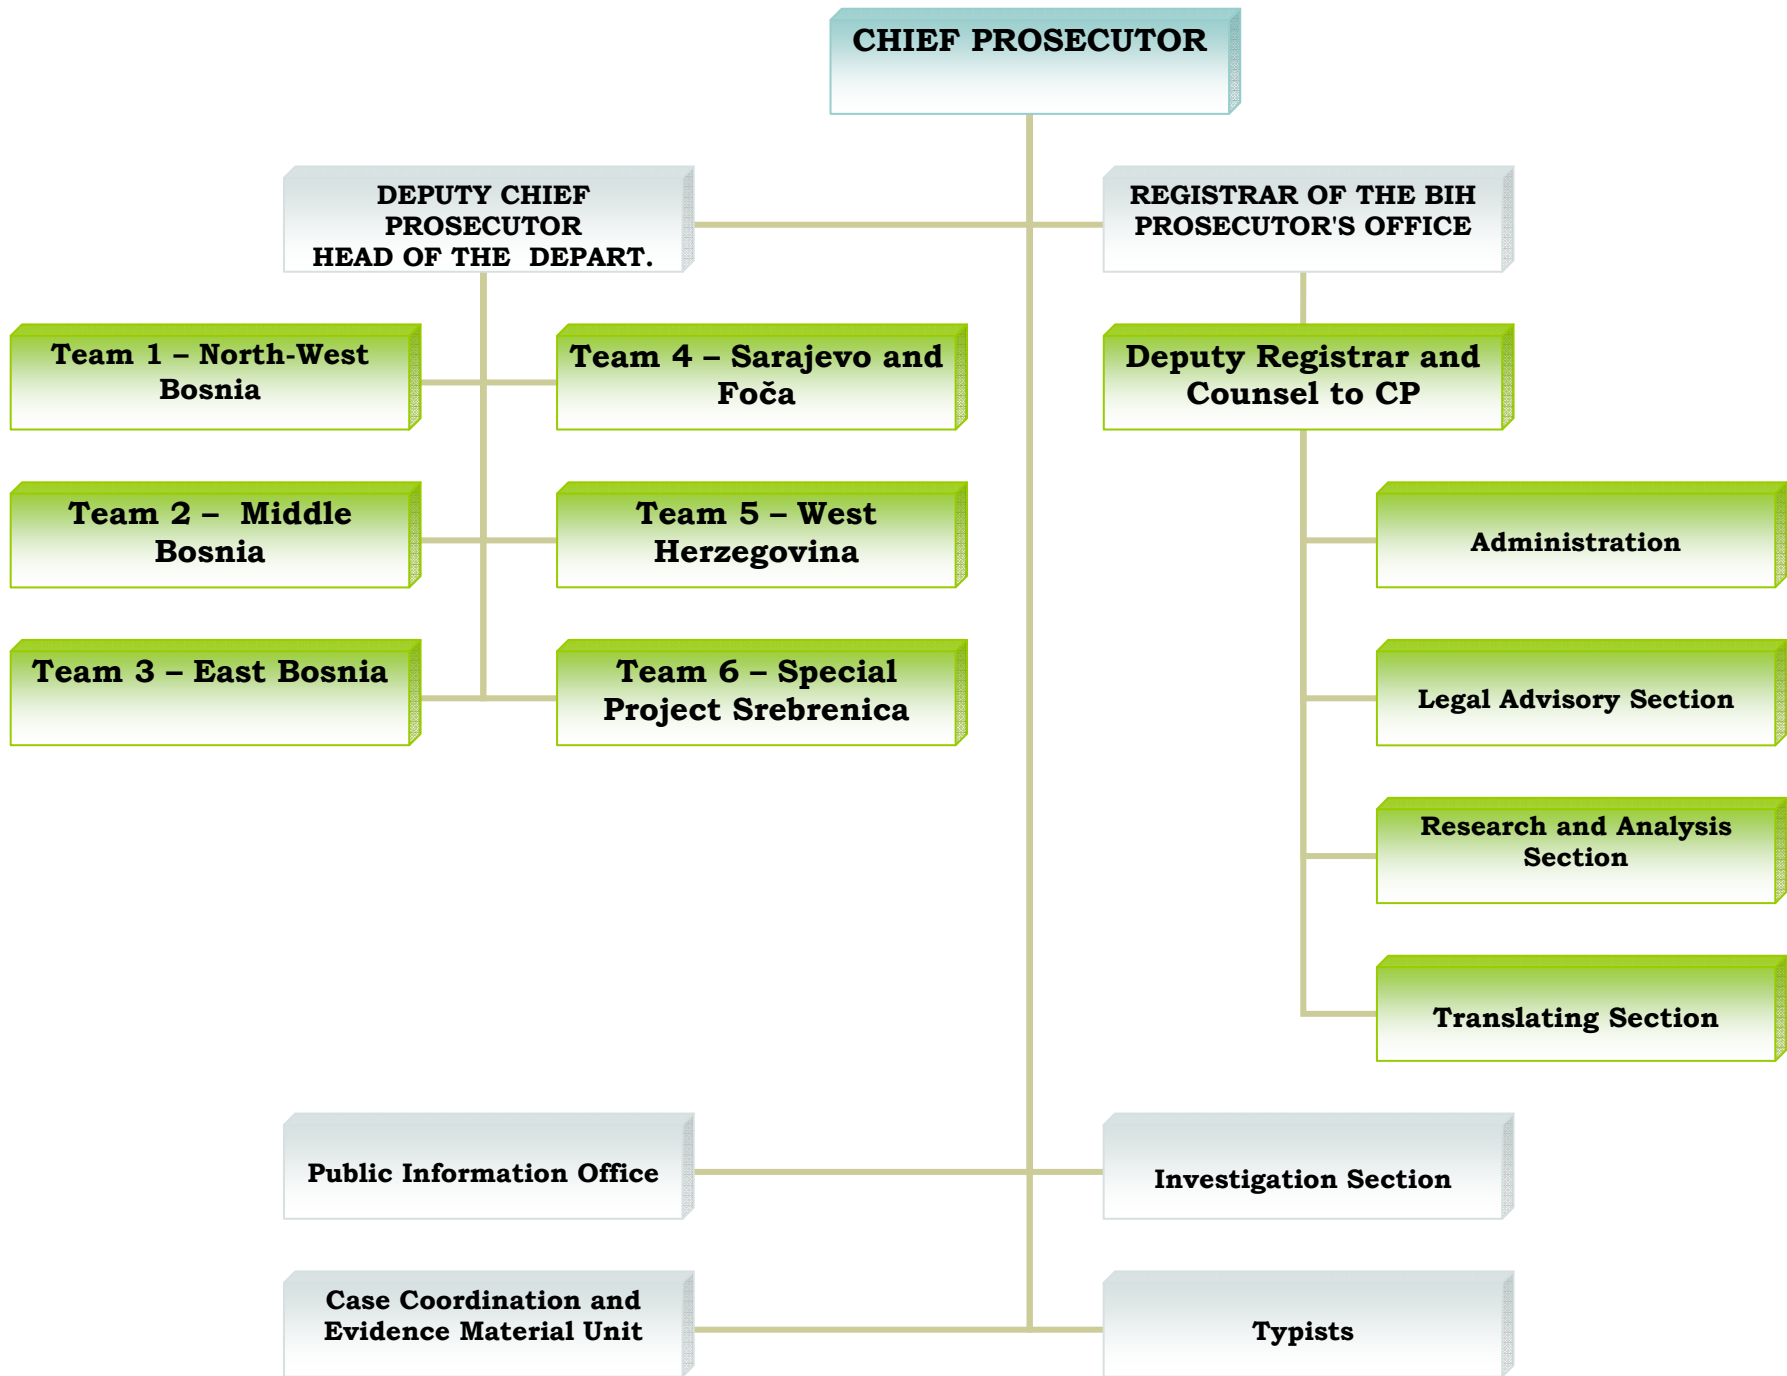 CHIEF PROSECUTOR
DEPUTY CHIEF
PROSECUTOR
HEAD OF THE DEPART.
REGISTRAR OF THE BIH
PROSECUTOR'S OFFICE
Team 1 – North-West
Bosnia
Team 4 – Sarajevo and
Foča
Deputy Registrar and
Counsel to CP
Team 2 – Middle
Bosnia
Team 5 – West
Herzegovina
Administration
Team 3 – East Bosnia
Team 6 – Special
Project Srebrenica
Legal Advisory Section
Research and Analysis
Section
Translating Section
Public Information Office
Investigation Section
Case Coordination and
Evidence Material Unit
Typists